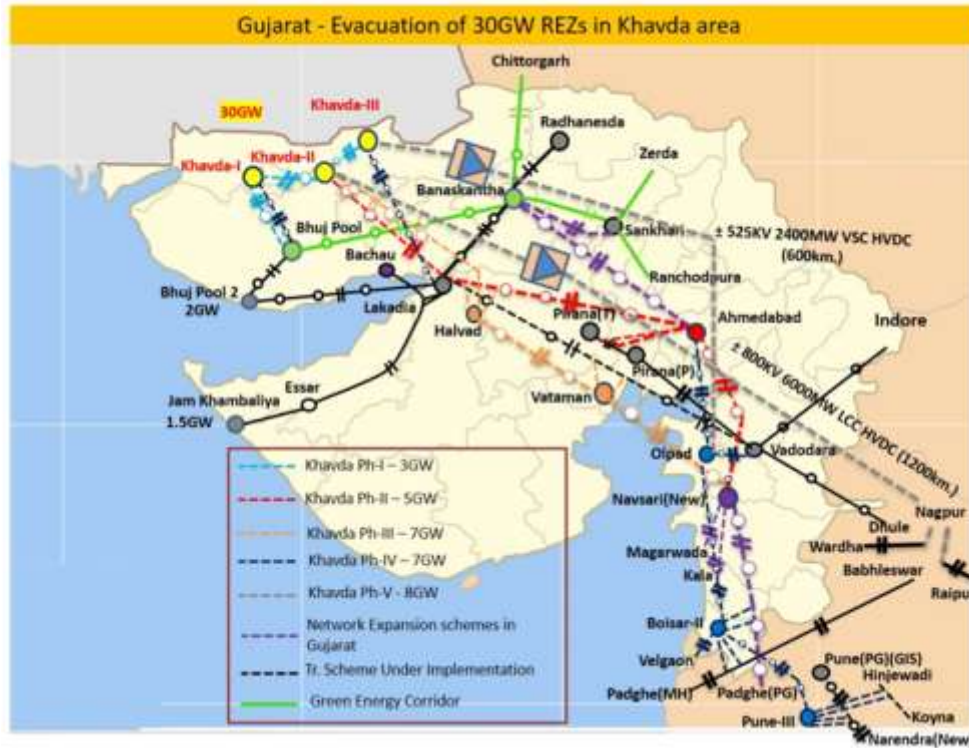 Gujarat - Evacuation of 30GW REZs in Khavda area
Chittorgarh
30GW
Khavda-III
Radhanesda
Khavda-I
Khavda-II
Zerda
Banaskantha
Bhuj Pool
Sankhari
± 525KV 2400MW VSC HVDC
(600km.)
Bachau
Ranchodpura
Bhuj Pool 2
2GW
Lakadia
Halvad
Pirana(T)
Ahmedabad
Indore
Pirana(P)
± 800KV 6000MW LCC HVDC (1200km.)
Essar
Jam Khambaliya
1.5GW
Vataman
Olpad
Vadodara
Khavda Ph-I – 3GW
Khavda Ph-II – 5GW
Khavda Ph-III – 7GW
Khavda Ph-IV – 7GW
Khavda Ph-V - 8GW
Network Expansion schemes in
Gujarat
Tr. Scheme Under Implementation
Green Energy Corridor
Navsari(New)
Nagpur
Dhule
Wardha
Magarwada
Babhleswar
Kala
Raipu
Boisar-II
Velgaon
Pune(PG)(GIS)
Hinjewadi
Padghe(MH)
Padghe(PG)
Koyna
Pune-III
Narendra(New